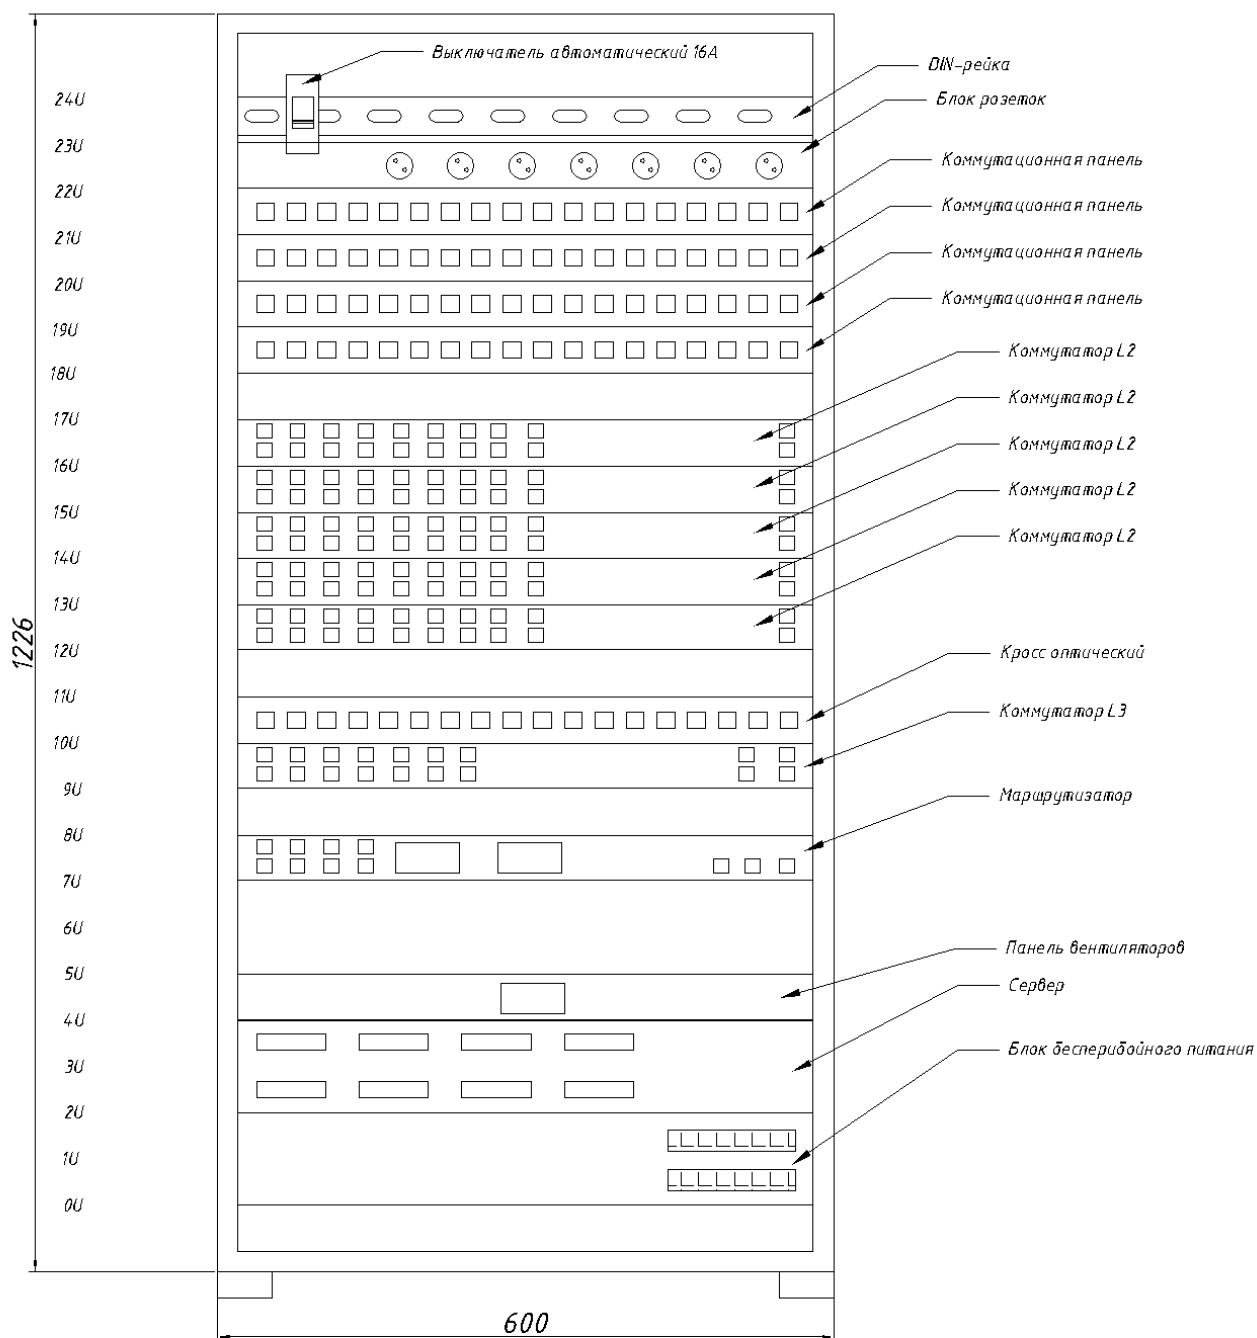 Выключатель автоматический 16А
DIN-рейка
24U
Блок розеток
23U
Коммутационная панель
22U
Коммутационная панель
21U
Коммутационная панель
20U
Коммутационная панель
19U
Коммутатор L2
18U
Коммутатор L2
17U
Коммутатор L2
16U
Коммутатор L2
15U
Коммутатор L2
14U
13U
1226
12U
Кросс оптический
11U
Коммутатор L3
10U
9U
Маршрутизатор
8U
7U
6U
Панель вентиляторов
5U
Сервер
4U
Блок бесперибойного питания
3U
2U
1U
0U
600